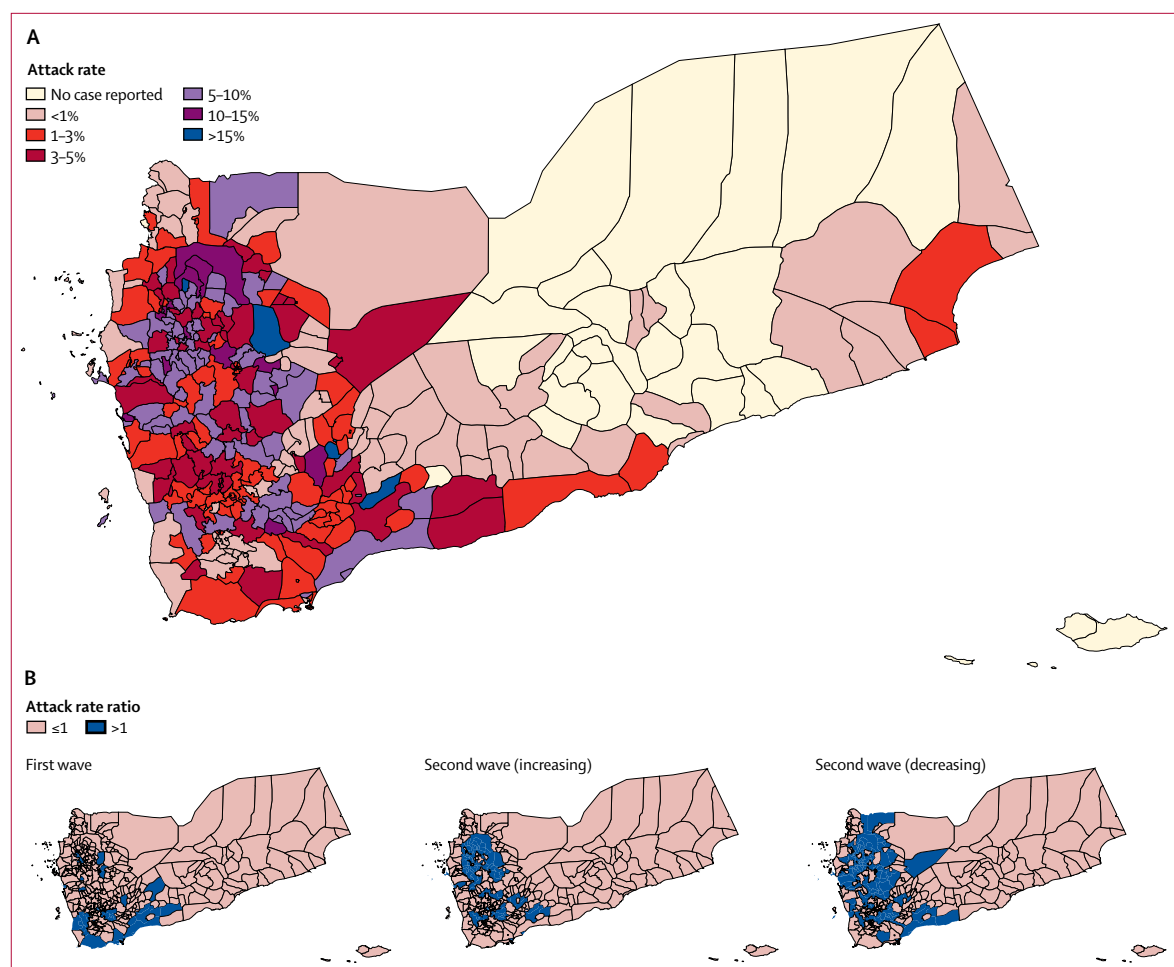 A
Attack rate
No case reported
<1%
1–3%
3–5%
5–10%
10–15%
>15%
B
Attack rate ratio
≤1 >1
First wave
Second wave (increasing)
Second wave (decreasing)